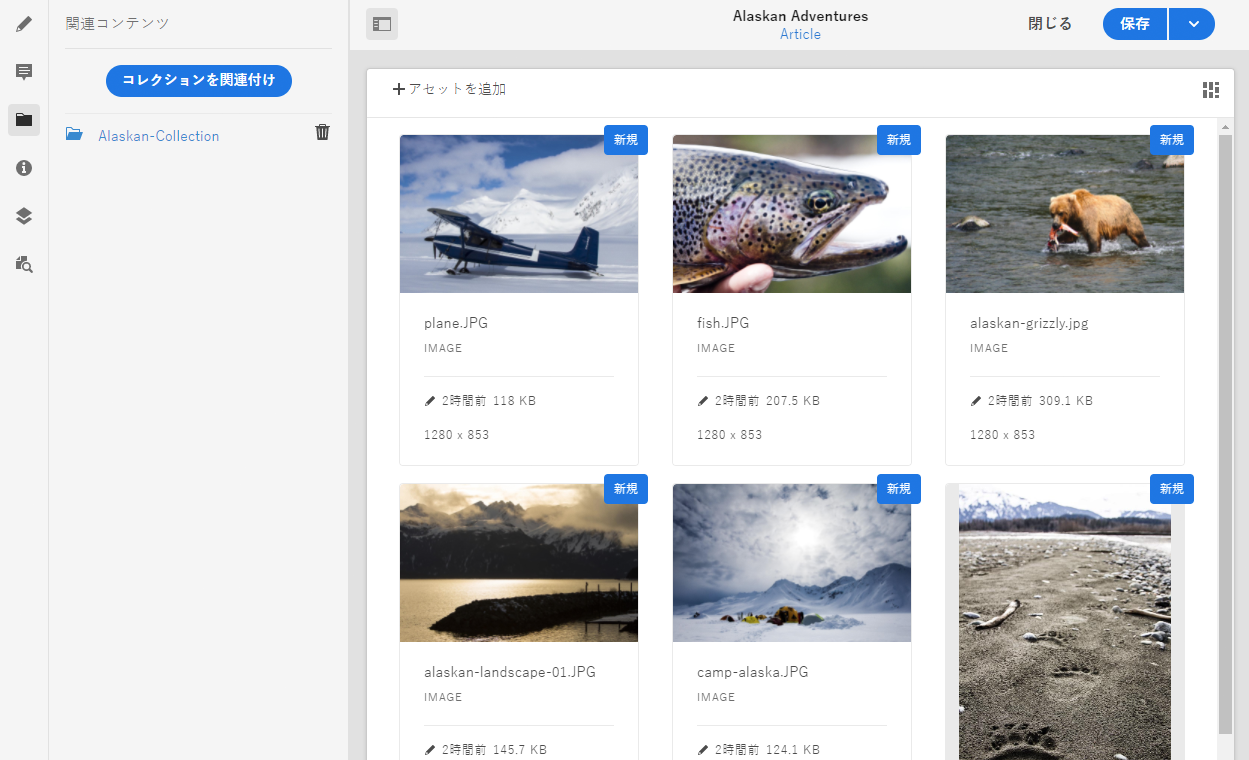 関連コンテンツ
コレクションを関連付け
Alaskan-Collection
Alaskan Adventures
Article
閉じる
保存
アセットを追加
新規
新規
新規
plane.JPG
IMAGE
2時間前 118 KB
1280 x 853
fish.JPG
IMAGE
2時間前 207.5 KB
1280 x 853
alaskan-grizzly.jpg
IMAGE
2時間前 309.1 KB
1280 x 853
新規
新規
新規
alaskan-landscape-01.JPG
IMAGE
2時間前 145.7 KB
camp-alaska.JPG
IMAGE
2時間前 124.1 KB